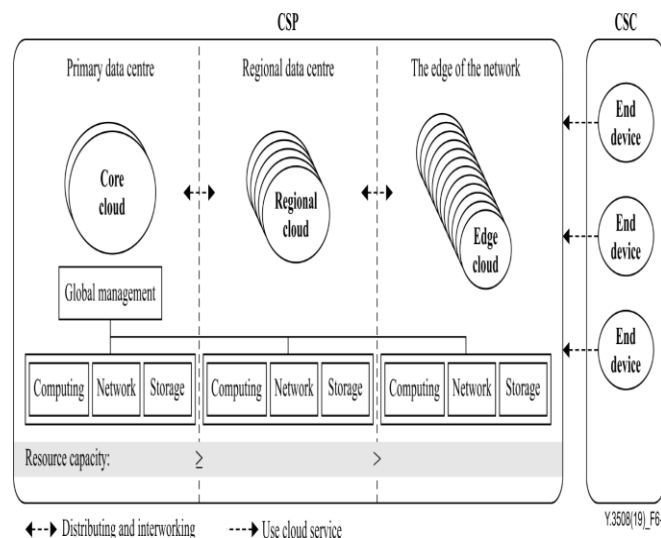 CSP
CSC
Primary data centre
Regional data centre
The edge of the network
Core
cloud
Regional
cloud
Edge
cloud
End
device
End
device
End
device
Global management
Computing
Network
Storage
Computing
Network
Storage
Computing
Network
Storage
Resource capacity:
≥
>
Distributing and interworking
Use cloud service
Y.3508(19)_F6-